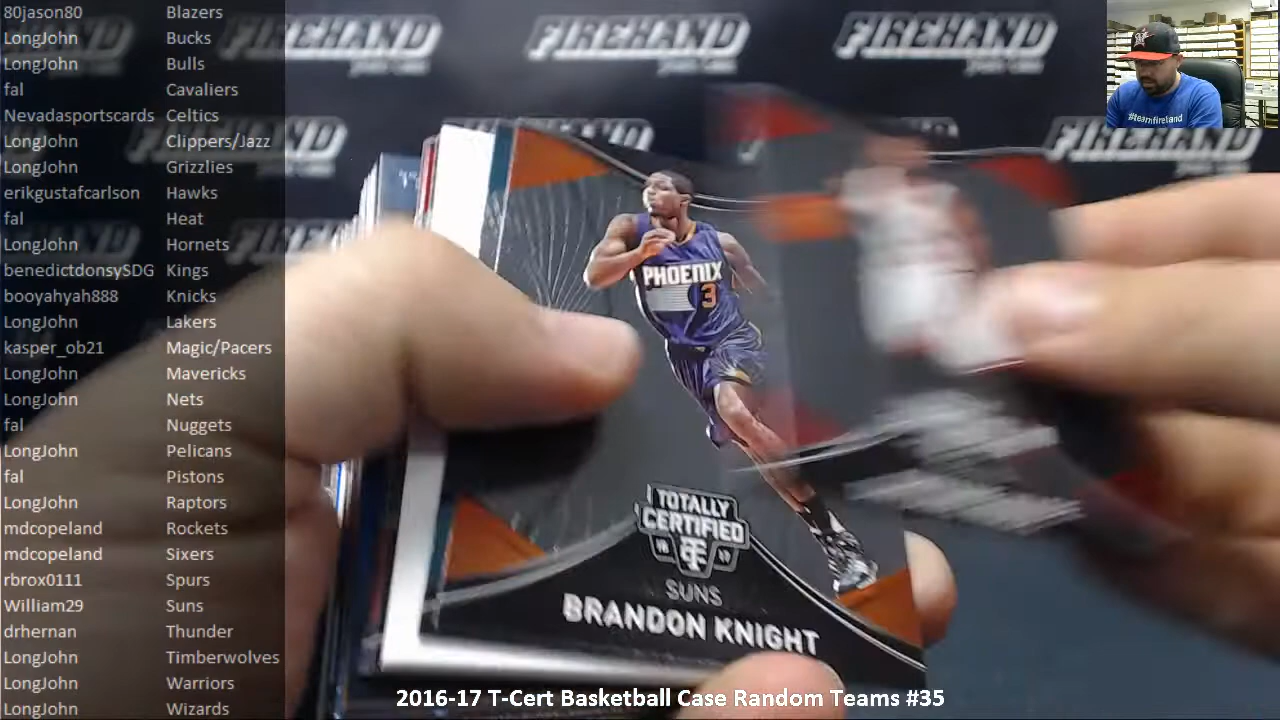 80jason80 Blazers
LongJohn Bucks
LongJohn Bulls
fal Cavaliers
Nevadasportscards Celtics
LongJohn Clippers/Jazz
LongJohn Grizzlies
erikgustafcarlson Hawks
fal Heat
LongJohn Hornets
benedictdonsySDG Kings
booyahyah888 Knicks
LongJohn Lakers
kasper_ob21 Magic/Pacers
LongJohn Mavericks
LongJohn Nets
fal Nuggets
LongJohn Pelicans
fal Pistons
LongJohn Raptors
mdcopeland Rockets
mdcopeland Sixers
rbrox0111 Spurs
William29 Suns
drhernan Thunder
LongJohn Timberwolves
LongJohn Warriors
LongJohn Wizards
FIREHAND
FIREHAND
FIREHAND
FIREHAND
FIREHAND
#teamfireland
PHOENIX
3
TOTALLY
CERTIFIED
SUNS
BRANDON KNIGHT
2016-17 T-Cert Basketball Case Random Teams #35